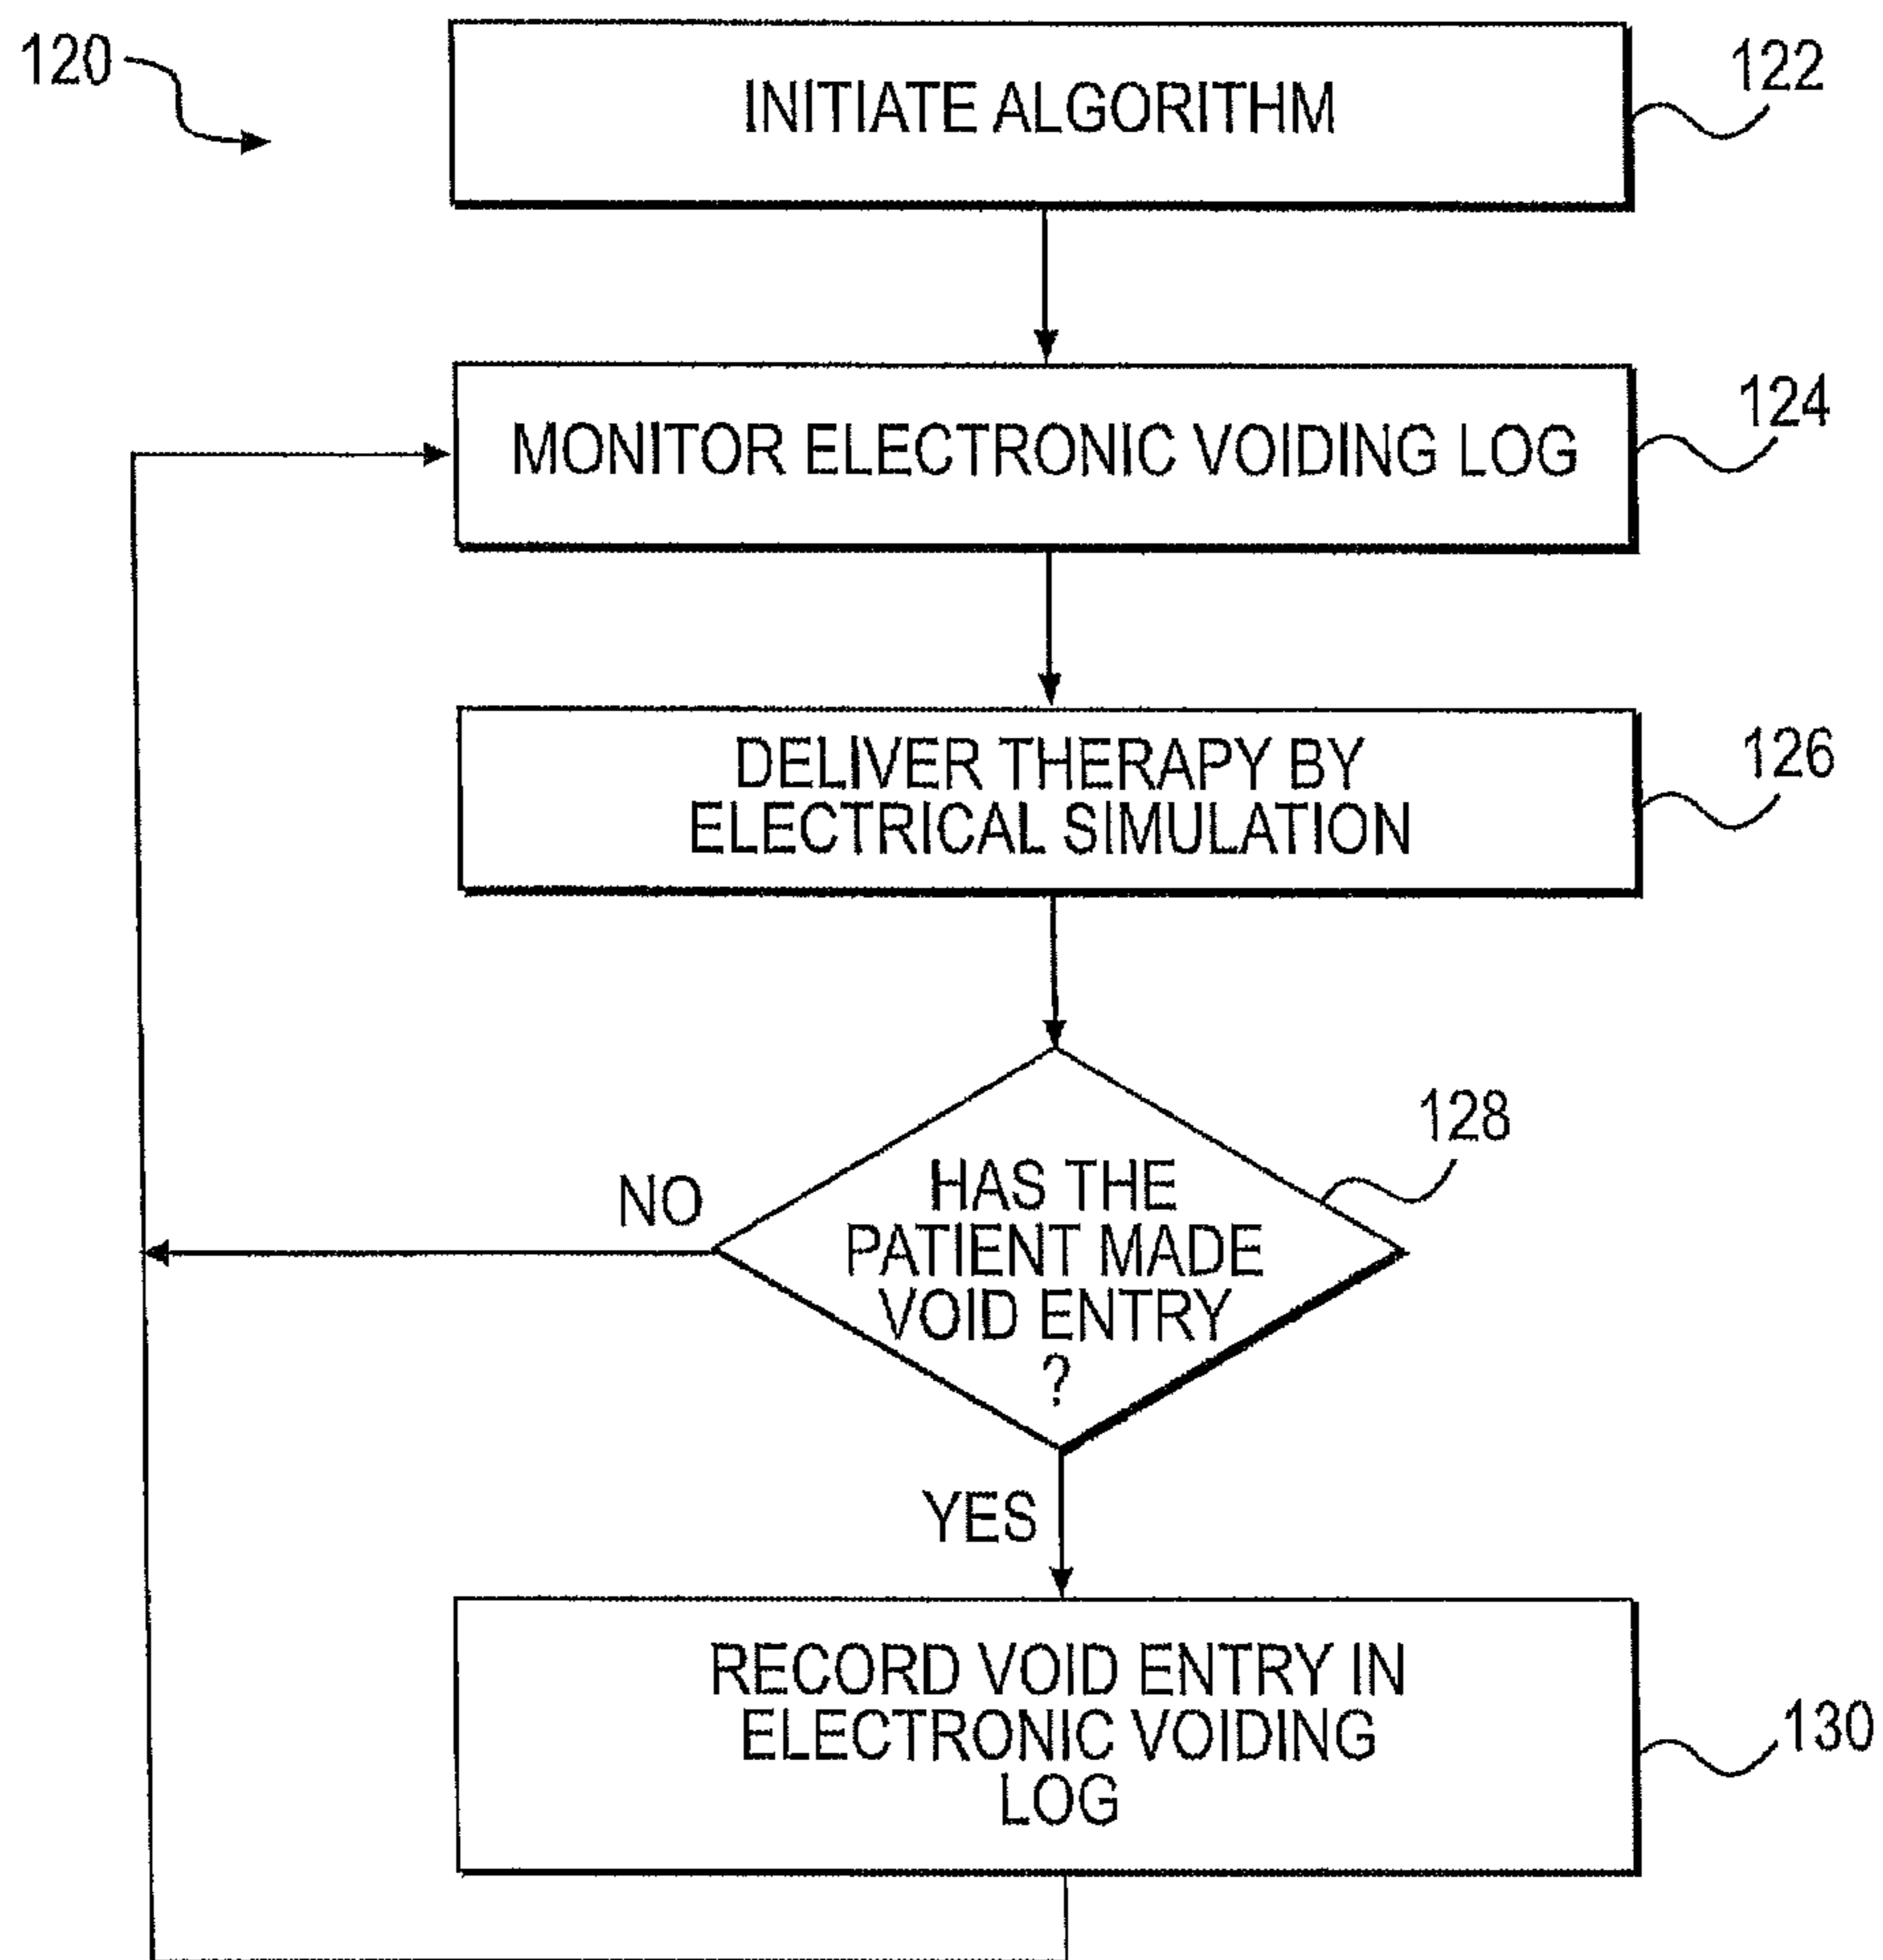 120
INITIATE ALGORITHM
122
MONITOR ELECTRONIC VOIDING LOG
124
DELIVER THERAPY BY
ELECTRICAL SIMULATION
126
HAS THE
PATIENT MADE
VOID ENTRY
?
128
NO
YES
RECORD VOID ENTRY IN
ELECTRONIC VOIDING
LOG
130